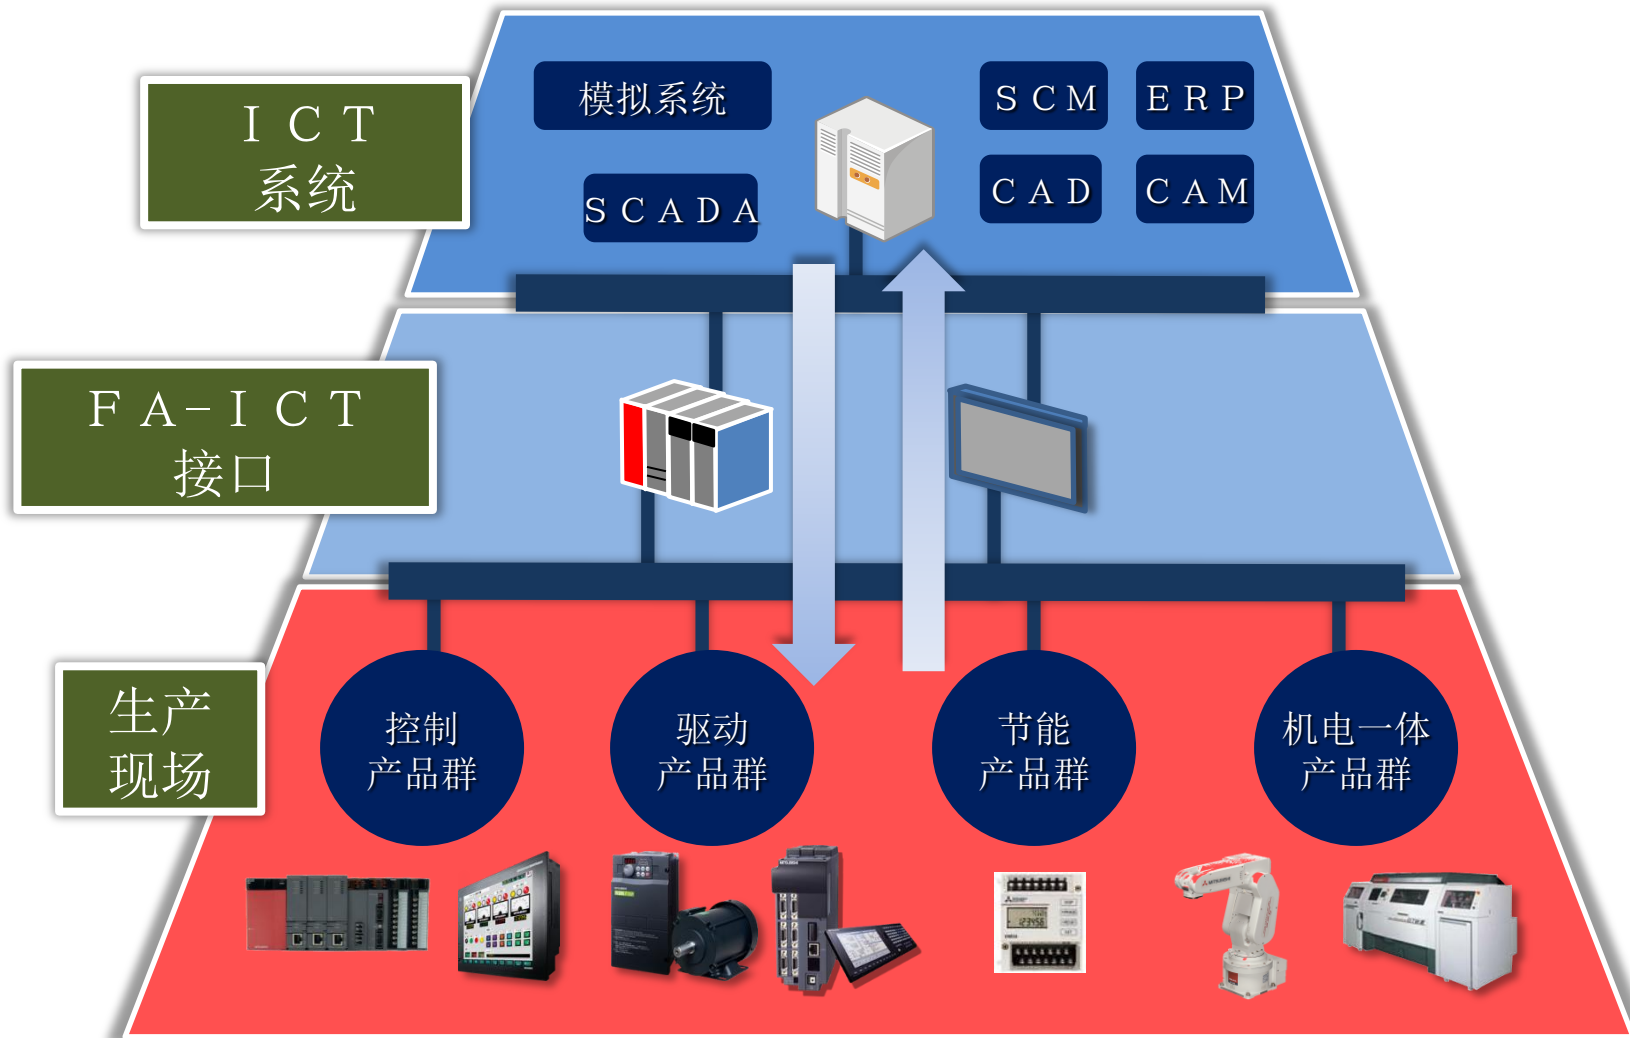 ＩＣＴ
系统
模拟系统
ＳＣＡＤＡ
ＳＣＭ
ＥＲＰ
ＣＡＤ
ＣＡＭ
ＦＡ－ＩＣＴ
接口
生产
现场
控制
产品群
驱动
产品群
节能
产品群
机电一体
产品群